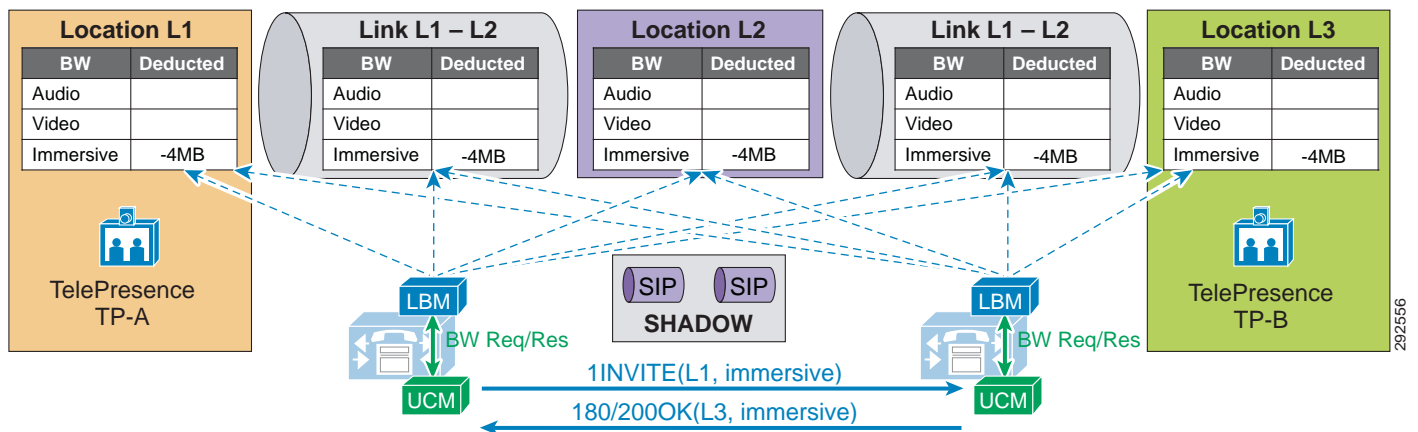 Location L1
BW Deducted
Audio
Video
Immersive -4MB
TelePresence
TP-A
Link L1 – L2
BW Deducted
Audio
Video
Immersive -4MB
Location L2
BW Deducted
Audio
Video
Immersive -4MB
Link L1 – L2
BW Deducted
Audio
Video
Immersive -4MB
Location L3
BW Deducted
Audio
Video
Immersive -4MB
TelePresence
TP-B
LBM
BW Req/Res
UCM
SIP SIP
SHADOW
LBM
BW Req/Res
UCM
1INVITE(L1, immersive)
180/200OK(L3, immersive)
292556